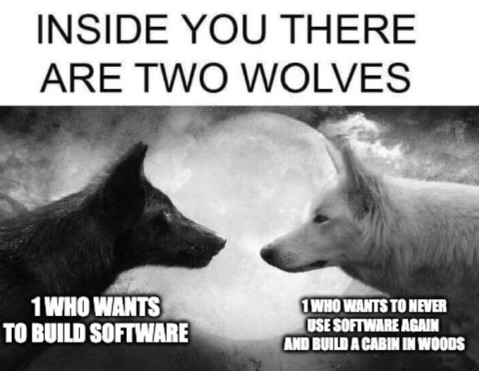 INSIDE YOU THERE
ARE TWO WOLVES
1 WHO WANTS
TO BUILD SOFTWARE
1 WHO WANTS TO NEVER
USE SOFTWARE AGAIN
AND BUILD A CABIN IN WOODS